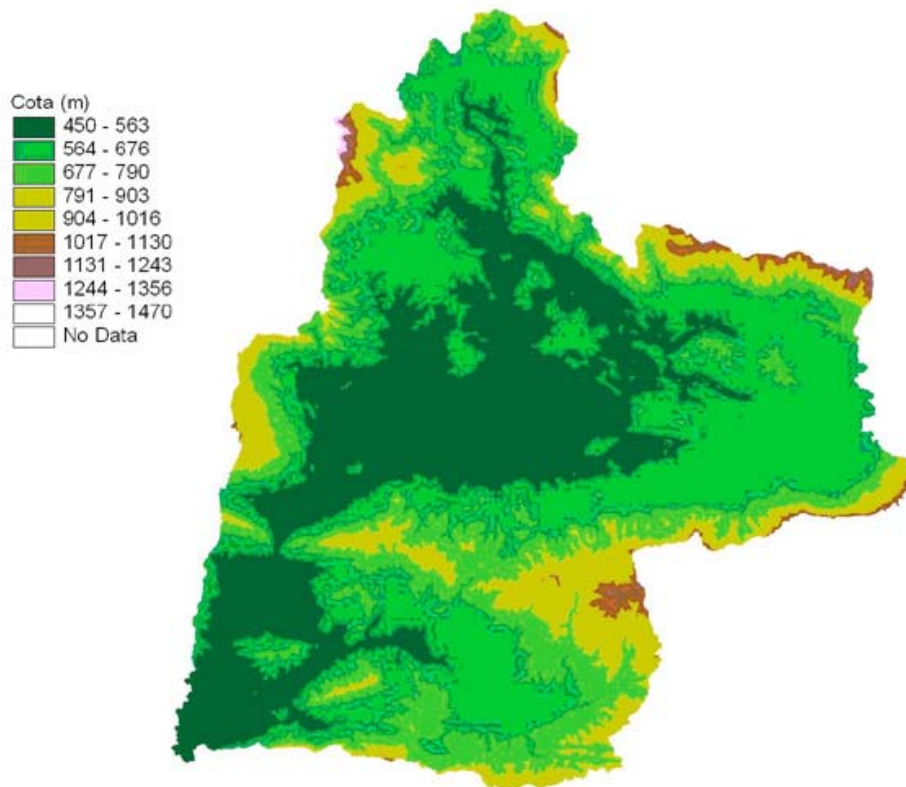 Cota (m)
450 - 563
564 - 676
677 - 790
791 - 903
904 - 1016
1017 - 1130
1131 - 1243
1244 - 1356
1357 - 1470
No Data